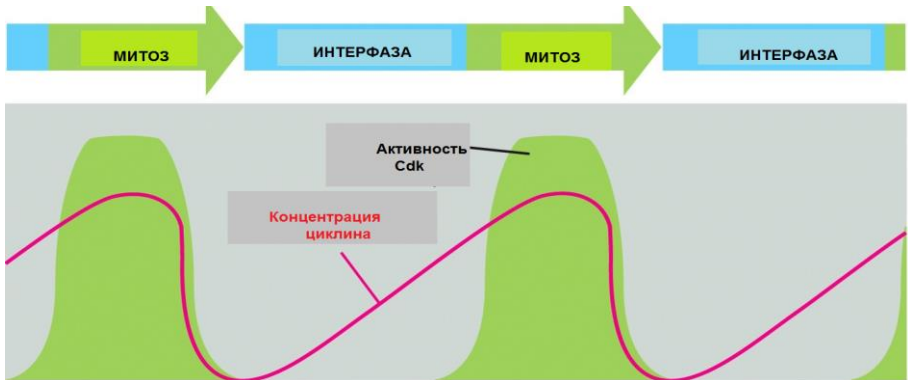 МИТОЗ
ИНТЕРФАЗА
МИТОЗ
ИНТЕРФАЗА
Активность
Cdk
Концентрация
циклина